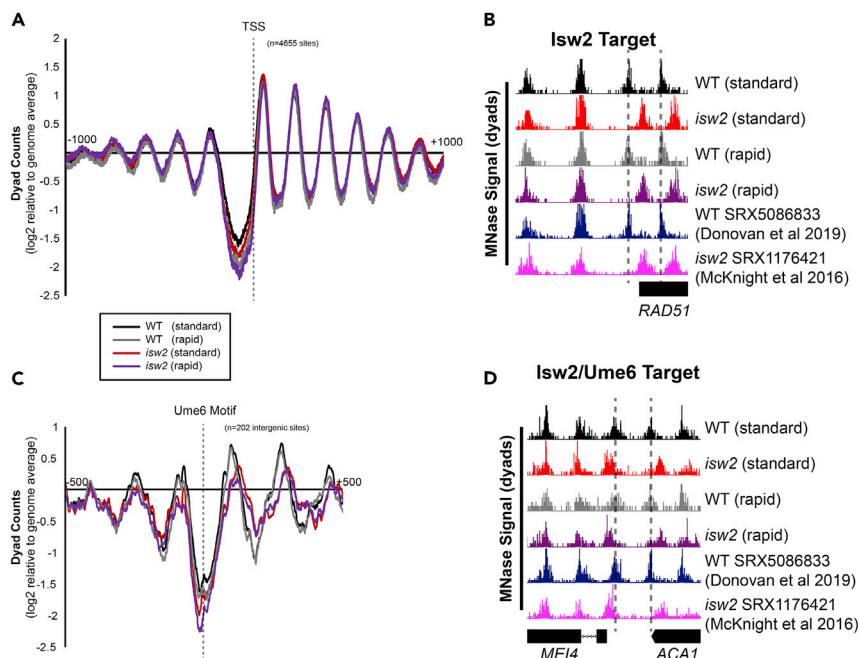 A
TSS
(n=4655 sites)
2
1.5
1
0.5
0
-0.5
-1
-1.5
-2
-2.5
-1000
+1000
Dyad Counts
(log2 relative to genome average)
WT (standard)
WT (rapid)
isw2 (standard)
isw2 (rapid)
B
Isw2 Target
MNase Signal (dyads)
WT (standard)
isw2 (standard)
WT (rapid)
isw2 (rapid)
WT SRX5086833
(Donovan et al 2019)
isw2 SRX1176421
(McKnight et al 2016)
RAD51
C
Ume6 Motif
(n=202 intergenic sites)
1
0.5
0
-0.5
-1
-1.5
-2
-2.5
-500
+500
Dyad Counts
(log2 relative to genome average)
D
Isw2/Ume6 Target
MNase Signal (dyads)
WT (standard)
isw2 (standard)
WT (rapid)
isw2 (rapid)
WT SRX5086833
(Donovan et al 2019)
isw2 SRX1176421
(McKnight et al 2016)
MEI4
ACA1